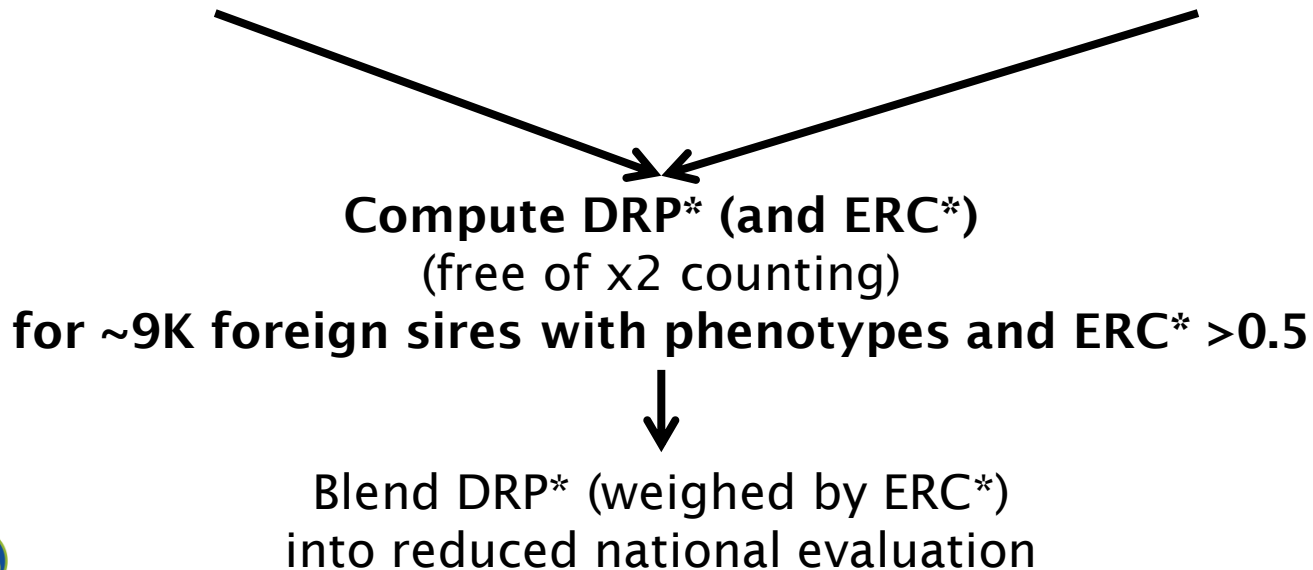 Compute DRP* (and ERC*)
(free of x2 counting)
for ~9K foreign sires with phenotypes and ERC* >0.5
Blend DRP* (weighed by ERC*)
into reduced national evaluation